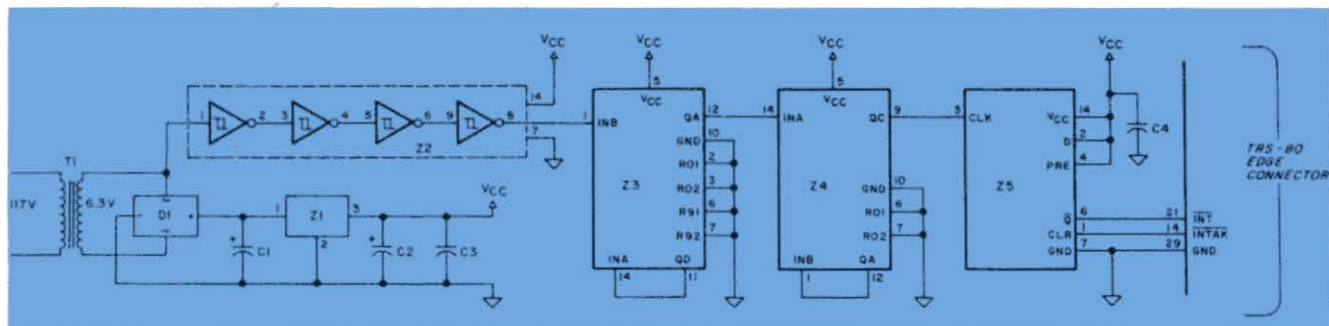 T1
117V
6.3V
1
2
3
4
5
6
9
8
14
7
Z2
VCC
D1
-
+
C1
1
Z1
3
2
C2
C3
VCC
VCC
5
VCC
1
INB
QA
12
GND
10
RO1
2
RO2
3
R91
6
R92
7
Z3
INA
QD
14
11
VCC
5
VCC
14
INA
QC
9
Z4
GND
10
RO1
6
RO2
7
INB
QA
1
12
3
CLK
Z5
VCC
VCC
14
D
2
PRE
4
C4
Q
6
CLR
1
GND
7
21
INT
14
INTAK
29
GND
TRS-80
EDGE
CONNECTOR